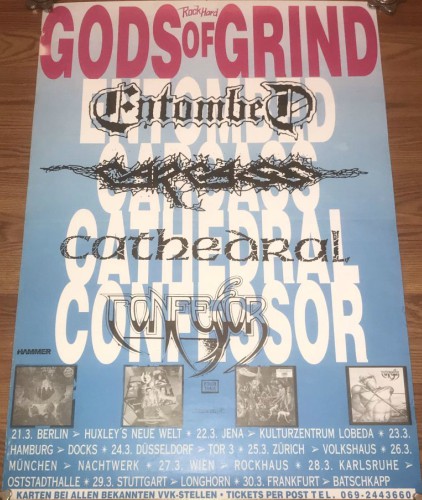 RockHard
GODS OF GRIND
ENTOMBED
EntombeD
CARCASS
CARCASS
CATHEDRAL
cathedral
CONFESSOR
CONFESSOR
HAMMER
21.3. BERLIN > HUXLEY'S NEUE WELT * 22.3. JENA > KULTURZENTRUM LOBEDA * 23.3.
HAMBURG > DOCKS * 24.3. DÜSSELDORF > TOR 3 * 25.3. ZÜRICH > VOLKSHAUS * 26.3.
MÜNCHEN > NACHTWERK * 27.3. WIEN > ROCKHAUS * 28.3. KARLSRUHE >
OSTSTADTHALLE * 29.3. STUTTGART > LONGHORN * 30.3. FRANKFURT > BATSCHKAPP
KARTEN BEI ALLEN BEKANNTEN VVK-STELLEN • TICKETS PER POST TEL. 069-2443660